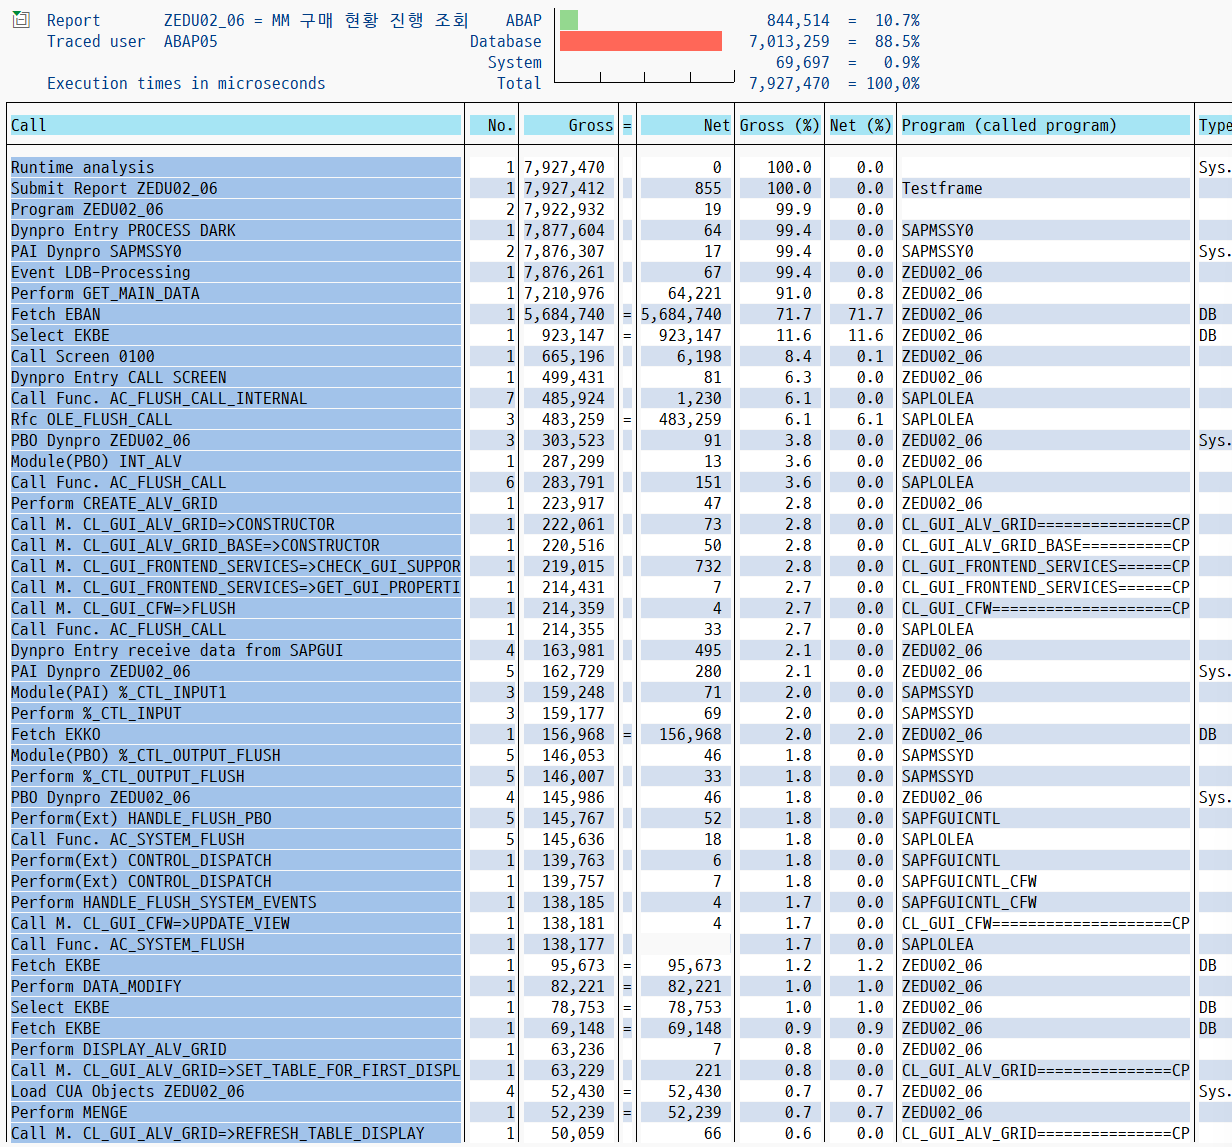 Report ZEDU02_06 = MM 구매 현황 진행 조회 ABAP 844,514 = 10.7%
Traced user ABAP05 Database 7,013,259 = 88.5%
System 69,697 = 0.9%
Execution times in microseconds Total 7,927,470 = 100,0%
Call No. Gross = Net Gross (%) Net (%) Program (called program) Type
Runtime analysis 1 7,927,470 0 100.0 0.0 Sys.
Submit Report ZEDU02_06 1 7,927,412 855 100.0 0.0 Testframe
Program ZEDU02_06 2 7,922,932 19 99.9 0.0
Dynpro Entry PROCESS DARK 1 7,877,604 64 99.4 0.0 SAPMSSY0
PAI Dynpro SAPMSSY0 2 7,876,307 17 99.4 0.0 SAPMSSY0 Sys.
Event LDB-Processing 1 7,876,261 67 99.4 0.0 ZEDU02_06
Perform GET_MAIN_DATA 1 7,210,976 64,221 91.0 0.8 ZEDU02_06
Fetch EBAN 1 5,684,740 = 5,684,740 71.7 71.7 ZEDU02_06 DB
Select EKBE 1 923,147 = 923,147 11.6 11.6 ZEDU02_06 DB
Call Screen 0100 1 665,196 6,198 8.4 0.1 ZEDU02_06
Dynpro Entry CALL SCREEN 1 499,431 81 6.3 0.0 ZEDU02_06
Call Func. AC_FLUSH_CALL_INTERNAL 7 485,924 1,230 6.1 0.0 SAPLOLEA
Rfc OLE_FLUSH_CALL 3 483,259 = 483,259 6.1 6.1 SAPLOLEA
PBO Dynpro ZEDU02_06 3 303,523 91 3.8 0.0 ZEDU02_06 Sys.
Module(PBO) INT_ALV 1 287,299 13 3.6 0.0 ZEDU02_06
Call Func. AC_FLUSH_CALL 6 283,791 151 3.6 0.0 SAPLOLEA
Perform CREATE_ALV_GRID 1 223,917 47 2.8 0.0 ZEDU02_06
Call M. CL_GUI_ALV_GRID=>CONSTRUCTOR 1 222,061 73 2.8 0.0 CL_GUI_ALV_GRID===============CP
Call M. CL_GUI_ALV_GRID_BASE=>CONSTRUCTOR 1 220,516 50 2.8 0.0 CL_GUI_ALV_GRID_BASE==========CP
Call M. CL_GUI_FRONTEND_SERVICES=>CHECK_GUI_SUPPOR 1 219,015 732 2.8 0.0 CL_GUI_FRONTEND_SERVICES======CP
Call M. CL_GUI_FRONTEND_SERVICES=>GET_GUI_PROPERTI 1 214,431 7 2.7 0.0 CL_GUI_FRONTEND_SERVICES======CP
Call M. CL_GUI_CFW=>FLUSH 1 214,359 4 2.7 0.0 CL_GUI_CFW====================CP
Call Func. AC_FLUSH_CALL 1 214,355 33 2.7 0.0 SAPLOLEA
Dynpro Entry receive data from SAPGUI 4 163,981 495 2.1 0.0 ZEDU02_06
PAI Dynpro ZEDU02_06 5 162,729 280 2.1 0.0 ZEDU02_06 Sys.
Module(PAI) %_CTL_INPUT1 3 159,248 71 2.0 0.0 SAPMSSYD
Perform %_CTL_INPUT 3 159,177 69 2.0 0.0 SAPMSSYD
Fetch EKKO 1 156,968 = 156,968 2.0 2.0 ZEDU02_06 DB
Module(PBO) %_CTL_OUTPUT_FLUSH 5 146,053 46 1.8 0.0 SAPMSSYD
Perform %_CTL_OUTPUT_FLUSH 5 146,007 33 1.8 0.0 SAPMSSYD
PBO Dynpro ZEDU02_06 4 145,986 46 1.8 0.0 ZEDU02_06 Sys.
Perform(Ext) HANDLE_FLUSH_PBO 5 145,767 52 1.8 0.0 SAPFGUICNTL
Call Func. AC_SYSTEM_FLUSH 5 145,636 18 1.8 0.0 SAPLOLEA
Perform(Ext) CONTROL_DISPATCH 1 139,763 6 1.8 0.0 SAPFGUICNTL
Perform(Ext) CONTROL_DISPATCH 1 139,757 7 1.8 0.0 SAPFGUICNTL_CFW
Perform HANDLE_FLUSH_SYSTEM_EVENTS 1 138,185 4 1.7 0.0 SAPFGUICNTL_CFW
Call M. CL_GUI_CFW=>UPDATE_VIEW 1 138,181 4 1.7 0.0 CL_GUI_CFW====================CP
Call Func. AC_SYSTEM_FLUSH 1 138,177 1.7 0.0 SAPLOLEA
Fetch EKBE 1 95,673 = 95,673 1.2 1.2 ZEDU02_06 DB
Perform DATA_MODIFY 1 82,221 = 82,221 1.0 1.0 ZEDU02_06
Select EKBE 1 78,753 = 78,753 1.0 1.0 ZEDU02_06 DB
Fetch EKBE 1 69,148 = 69,148 0.9 0.9 ZEDU02_06 DB
Perform DISPLAY_ALV_GRID 1 63,236 7 0.8 0.0 ZEDU02_06
Call M. CL_GUI_ALV_GRID=>SET_TABLE_FOR_FIRST_DISPL 1 63,229 221 0.8 0.0 CL_GUI_ALV_GRID===============CP
Load CUA Objects ZEDU02_06 4 52,430 = 52,430 0.7 0.7 ZEDU02_06 Sys.
Perform MENGE 1 52,239 = 52,239 0.7 0.7 ZEDU02_06
Call M. CL_GUI_ALV_GRID=>REFRESH_TABLE_DISPLAY 1 50,059 66 0.6 0.0 CL_GUI_ALV_GRID===============CP